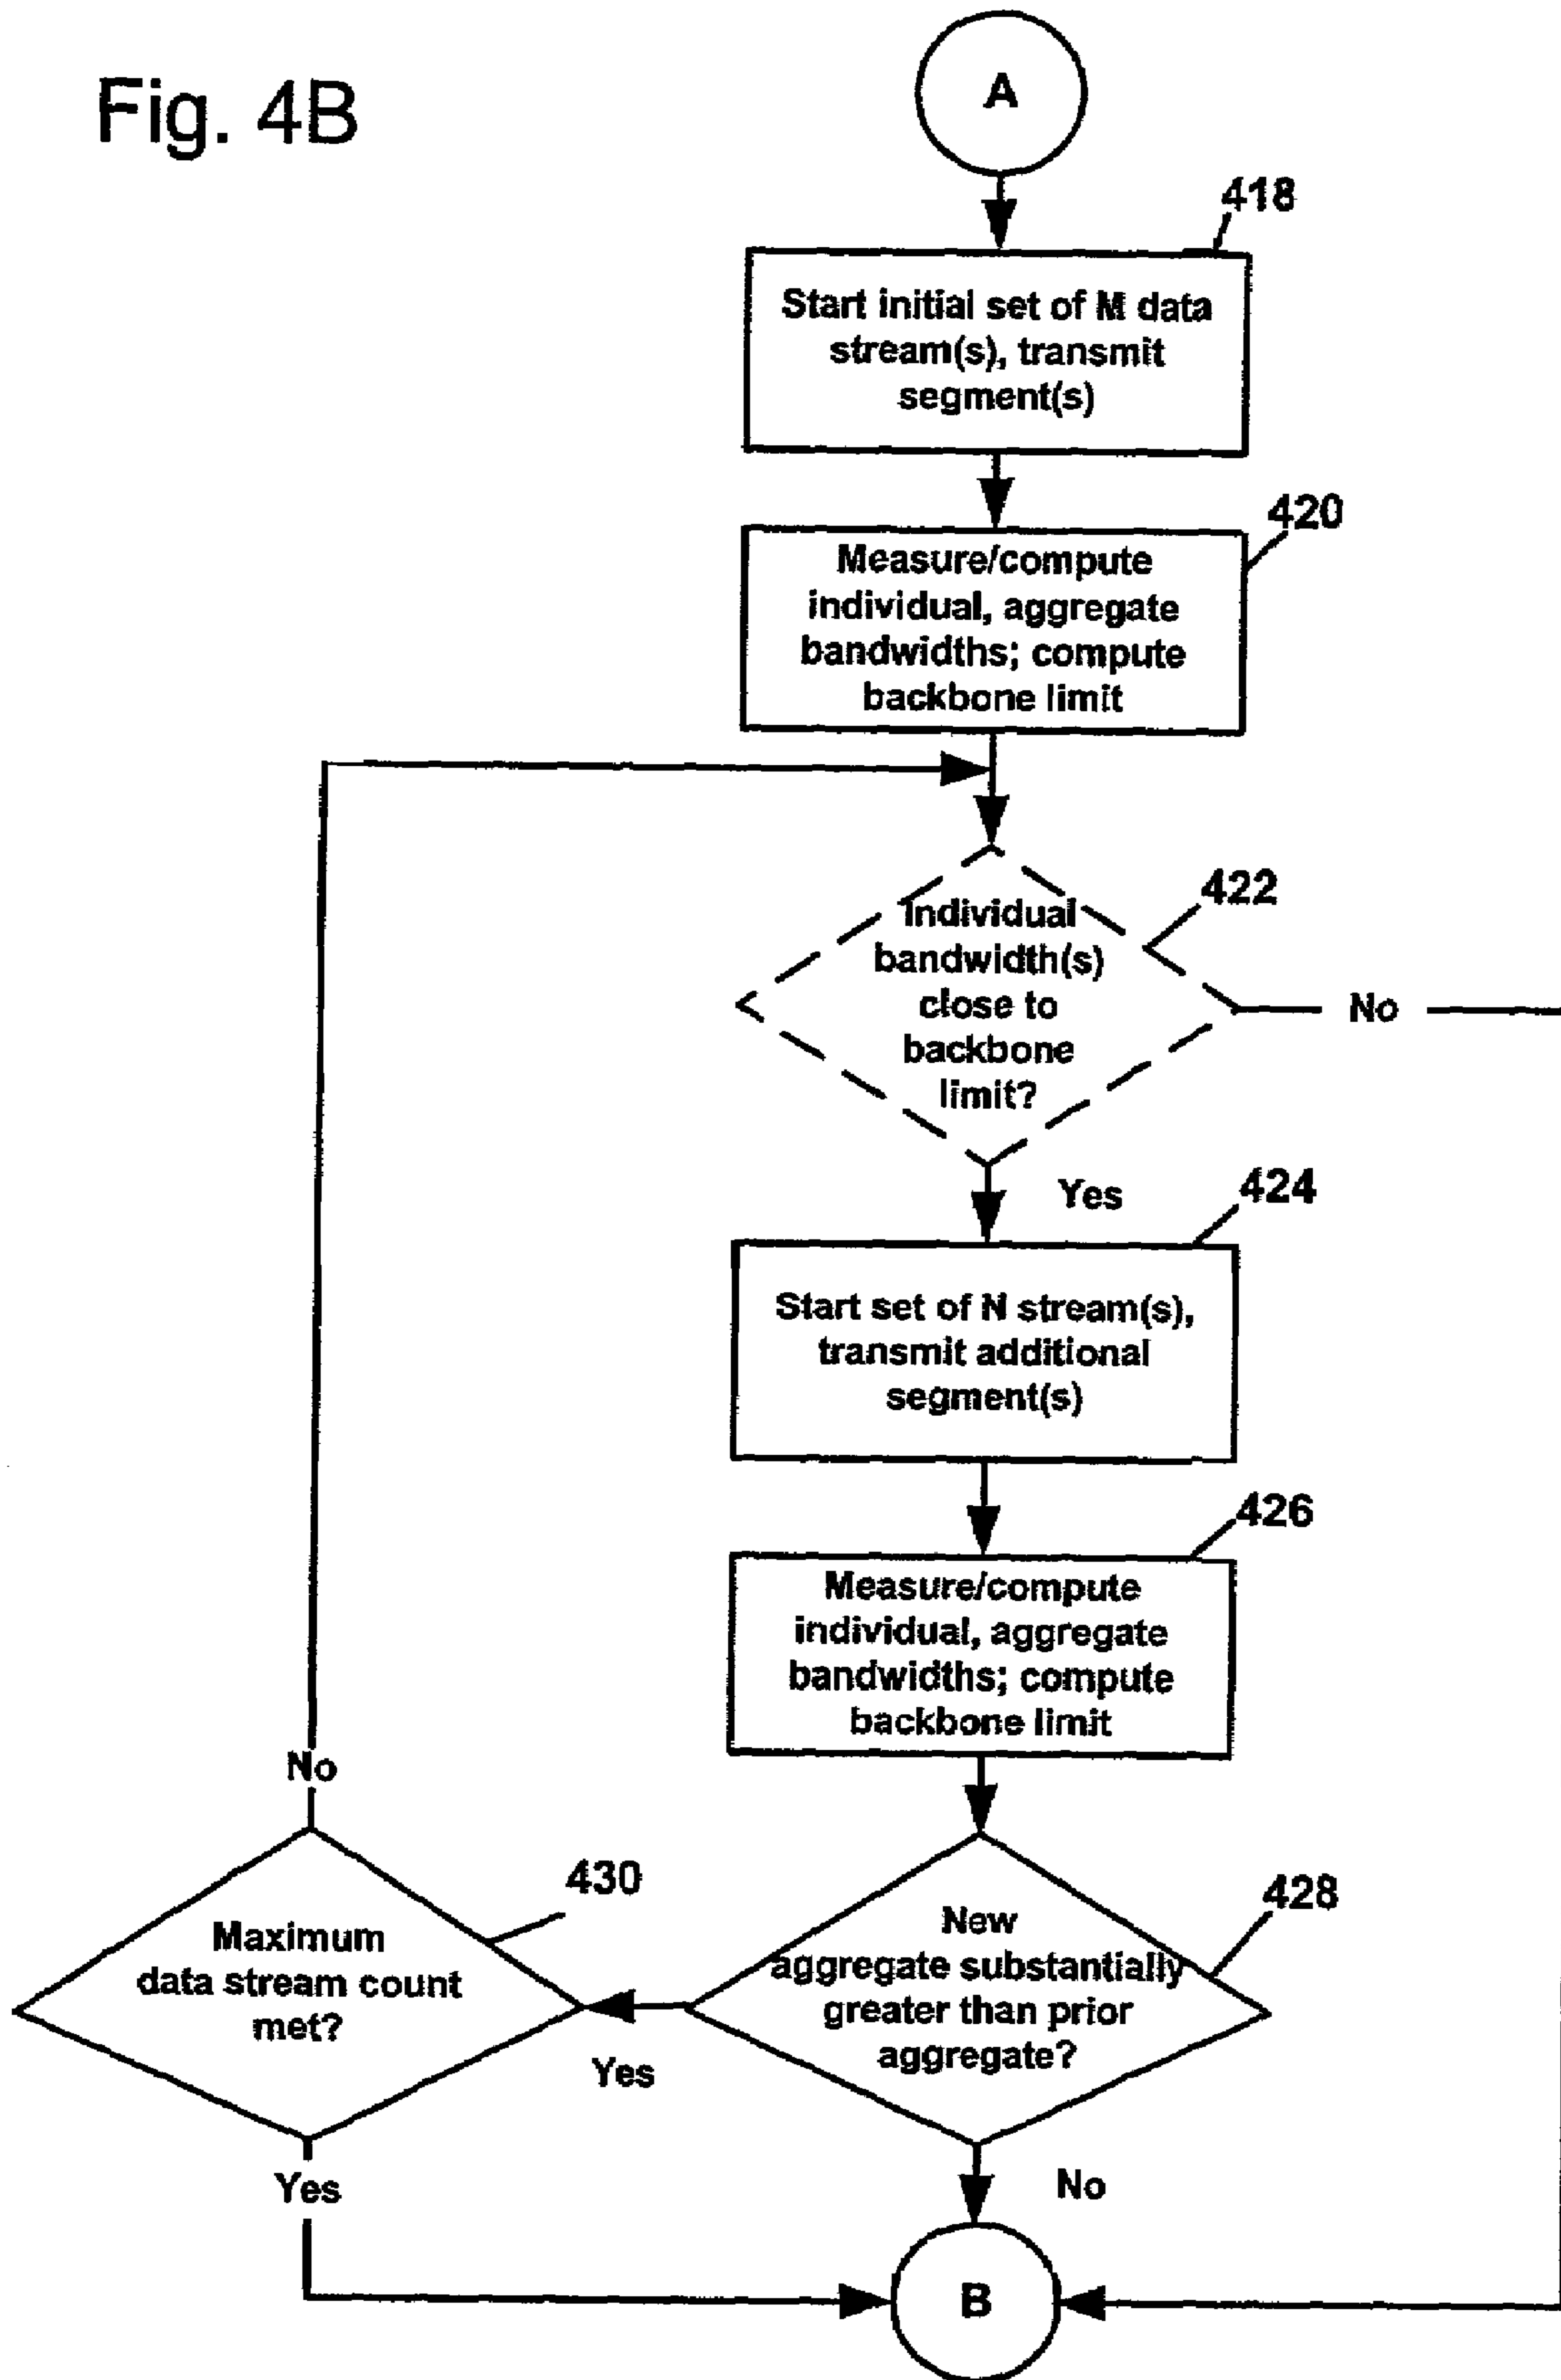 Fig. 4B
A
418
Start initial set of M data
stream(s), transmit
segment(s)
420
Measure/compute
individual, aggregate
bandwidths; compute
backbone limit
422
Individual
bandwidth(s)
close to
backbone
limit?
No
Yes
424
Start set of N stream(s),
transmit additional
segment(s)
426
Measure/compute
individual, aggregate
bandwidths; compute
backbone limit
No
430
Maximum
data stream count
met?
428
New
aggregate substantially
greater than prior
aggregate?
Yes
Yes
No
B